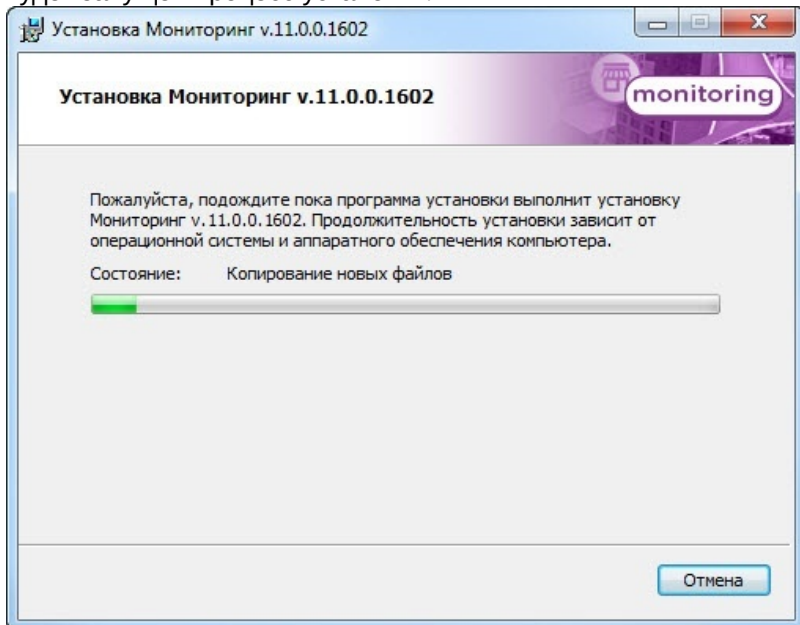 Установка Мониторинг v.11.0.0.1602
Установка Мониторинг v.11.0.0.1602
monitoring
Пожалуйста, подождите пока программа установки выполнит установку
Мониторинг v.11.0.0.1602. Продолжительность установки зависит от
операционной системы и аппаратного обеспечения компьютера.
Состояние: Копирование новых файлов
Отмена